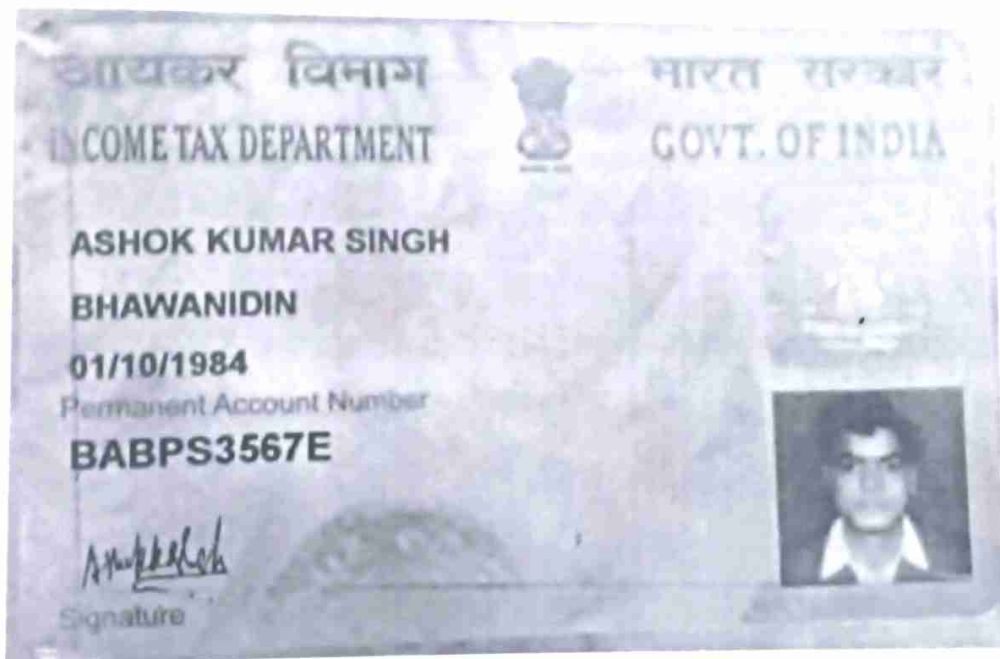 आयकर विभाग
भारत सरकार
INCOME TAX DEPARTMENT
GOVT. OF INDIA
ASHOK KUMAR SINGH
BHAWANIDIN
01/10/1984
Permanent Account Number
BABPS3567E
Signature